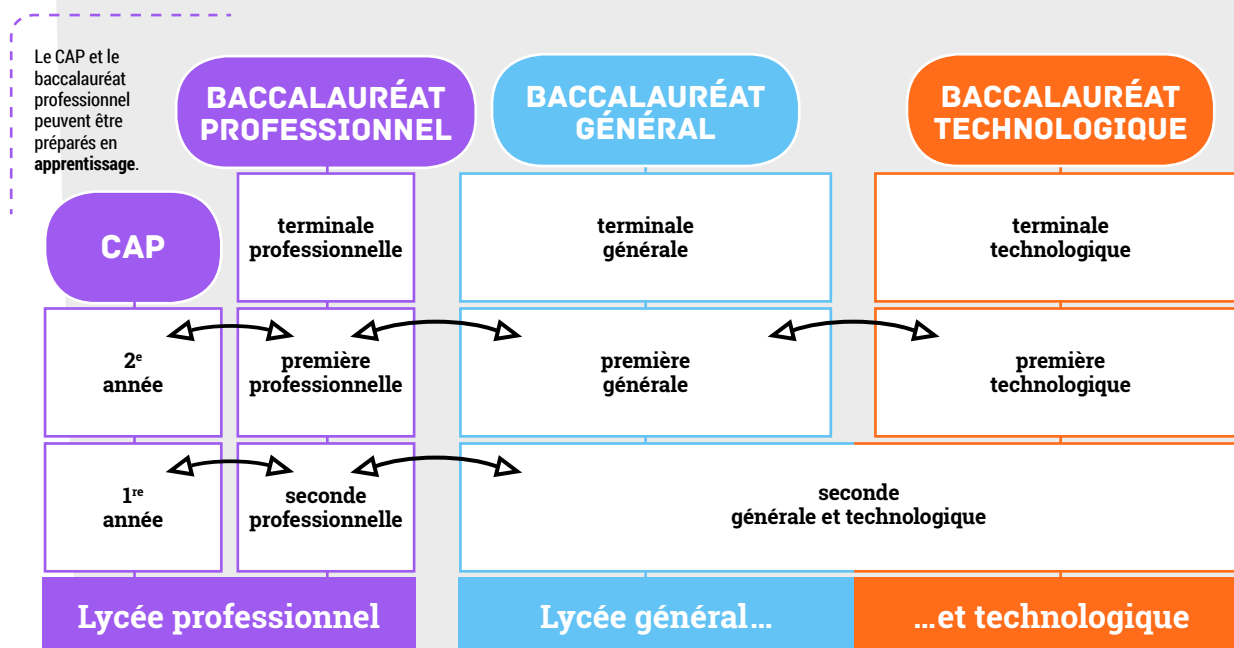 Le CAP et le
baccalauréat
professionnel
peuvent être
préparés en
apprentissage.
BACCALAURÉAT
PROFESSIONNEL
BACCALAURÉAT
GÉNÉRAL
BACCALAURÉAT
TECHNOLOGIQUE
CAP
terminale
professionnelle
terminale
générale
terminale
technologique
2e
année
première
professionnelle
première
générale
première
technologique
1re
année
seconde
professionnelle
seconde
générale et technologique
Lycée professionnel
Lycée général...
...et technologique